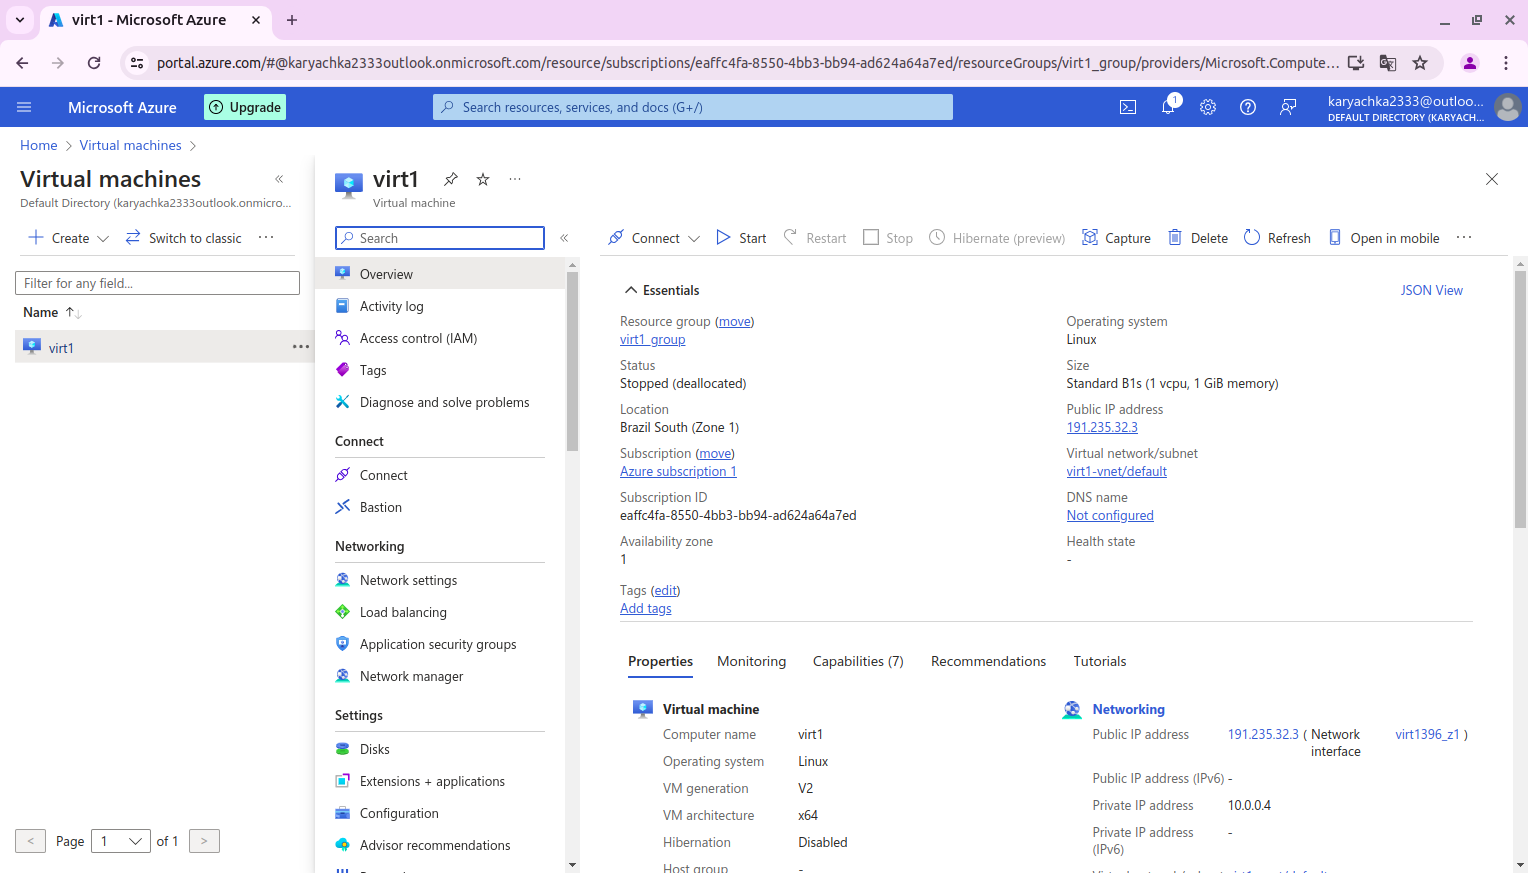 virt1 - Microsoft Azure
portal.azure.com/#@karyachka2333outlook.onmicrosoft.com/resource/subscriptions/eaffc4fa-8550-4bb3-bb94-ad624a64a7ed/resourceGroups/virt1_group/providers/Microsoft.Compute...
Microsoft Azure
Upgrade
Search resources, services, and docs (G+/)
1
karyachka2333@outloo...
DEFAULT DIRECTORY (KARYACH...
Home > Virtual machines >
Virtual machines
Default Directory (karyachka2333outlook.onmicro...
Create
Switch to classic
Filter for any field...
Name
virt1
< Page 1 of 1 >
virt1
Virtual machine
Search
Overview
Activity log
Access control (IAM)
Tags
Diagnose and solve problems
Connect
Connect
Bastion
Networking
Network settings
Load balancing
Application security groups
Network manager
Settings
Disks
Extensions + applications
Configuration
Advisor recommendations
Connect Start Restart Stop Hibernate (preview) Capture Delete Refresh Open in mobile
Essentials
JSON View
Resource group (move)
virt1_group
Status
Stopped (deallocated)
Location
Brazil South (Zone 1)
Subscription (move)
Azure subscription 1
Subscription ID
eaffc4fa-8550-4bb3-bb94-ad624a64a7ed
Availability zone
1
Operating system
Linux
Size
Standard B1s (1 vcpu, 1 GiB memory)
Public IP address
191.235.32.3
Virtual network/subnet
virt1-vnet/default
DNS name
Not configured
Health state
-
Tags (edit)
Add tags
Properties Monitoring Capabilities (7) Recommendations Tutorials
Virtual machine
Computer name virt1
Operating system Linux
VM generation V2
VM architecture x64
Hibernation Disabled
Host group -
Networking
Public IP address 191.235.32.3 ( Network interface virt1396_z1 )
Public IP address (IPv6) -
Private IP address 10.0.0.4
Private IP address (IPv6) -